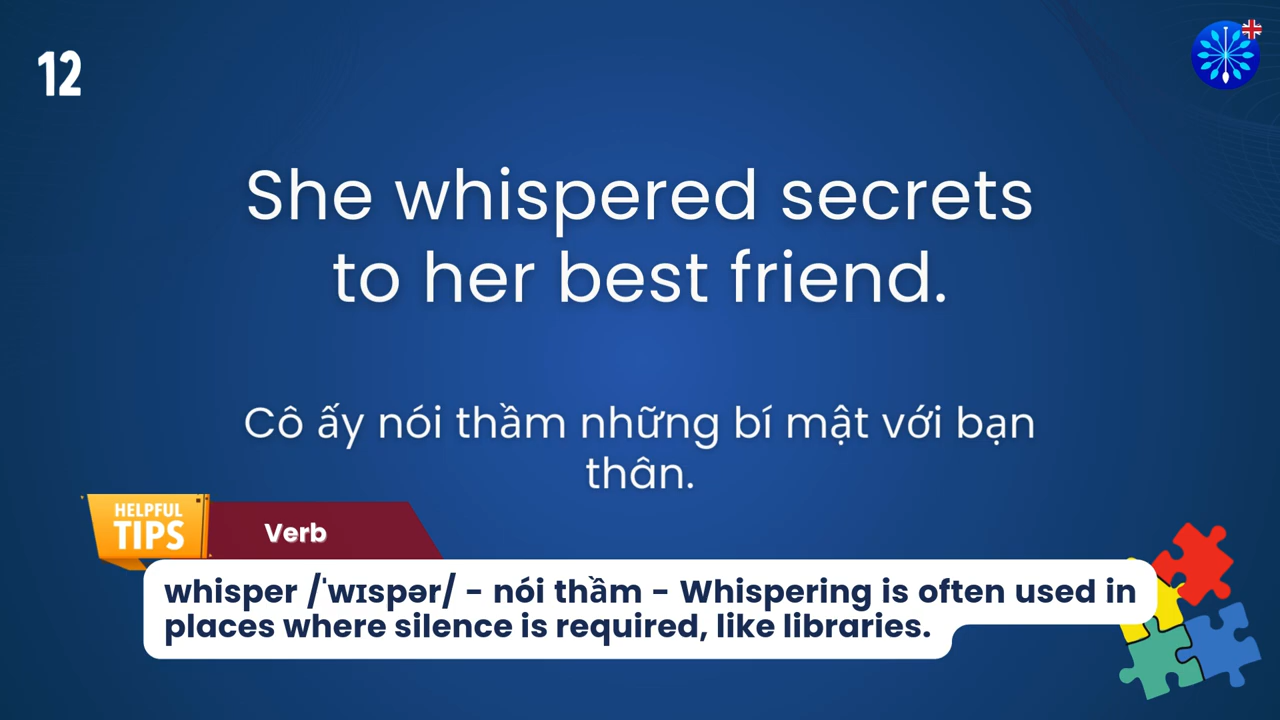 12
She whispered secrets
to her best friend.
Cô ấy nói thầm những bí mật với bạn
thân.
HELPFUL
TIPS
Verb
whisper /ˈwɪspər/ - nói thầm - Whispering is often used in
places where silence is required, like libraries.